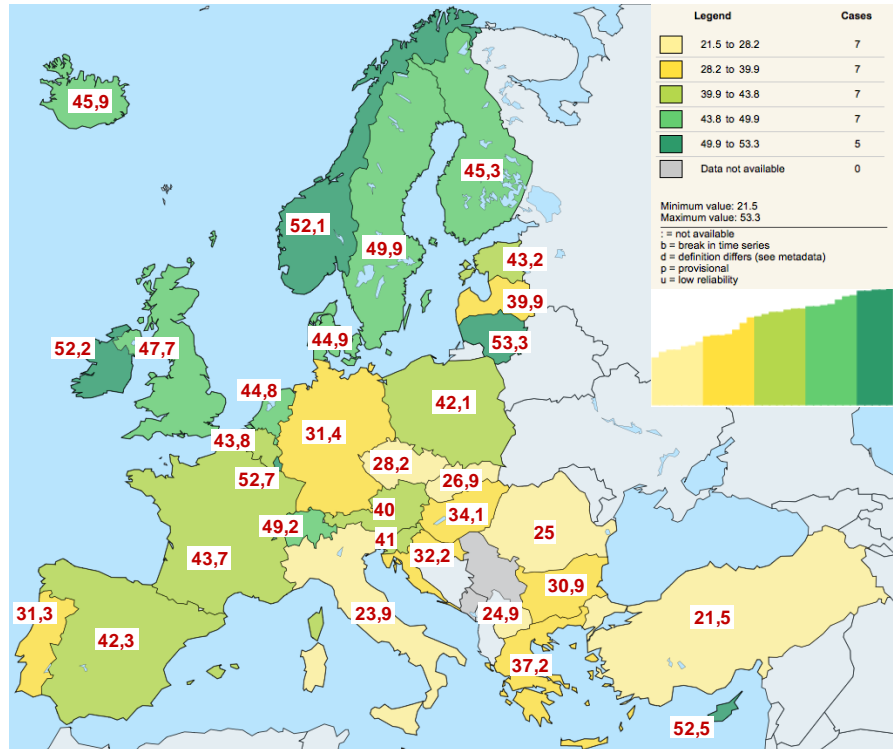 Legend Cases
21.5 to 28.2 7
28.2 to 39.9 7
39.9 to 43.8 7
43.8 to 49.9 7
49.9 to 53.3 5
Data not available 0
Minimum value: 21.5
Maximum value: 53.3
: = not available
b = break in time series
d = definition differs (see metadata)
p = provisional
u = low reliability
45,9
45,3
52,1
49,9
43,2
39,9
44,9
53,3
52,2
47,7
44,8
42,1
31,4
43,8
28,2
52,7
26,9
40
34,1
49,2
25
41
32,2
43,7
30,9
31,3
23,9
24,9
21,5
42,3
37,2
52,5